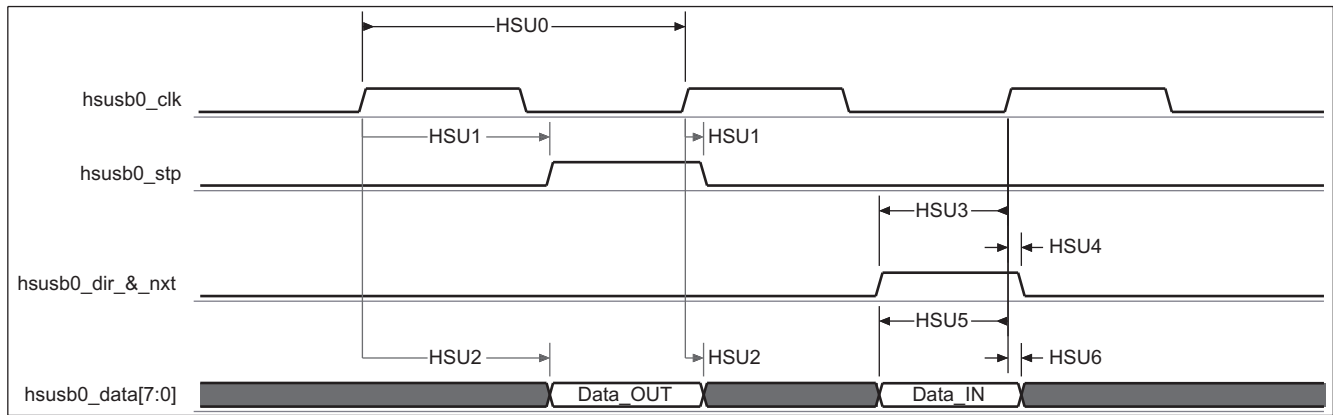 HSU0
hsusb0_clk
HSU1 HSU1
hsusb0_stp
HSU3
HSU4
hsusb0_dir_&_nxt
HSU5
HSU2 HSU2 HSU6
hsusb0_data[7:0] Data_OUT Data_IN